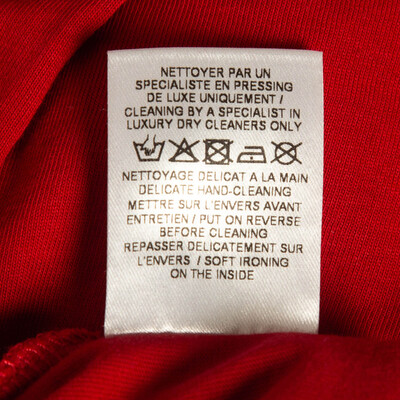 NETTOYER PAR UN
SPECIALISTE EN PRESSING
DE LUXE UNIQUEMENT /
CLEANING BY A SPECIALIST IN
LUXURY DRY CLEANERS ONLY
NETTOYAGE DELICAT A LA MAIN
DELICATE HAND-CLEANING
METTRE SUR L'ENVERS AVANT
ENTRETIEN / PUT ON REVERSE
BEFORE CLEANING
REPASSER DELICATEMENT SUR
L'ENVERS / SOFT IRONING
ON THE INSIDE